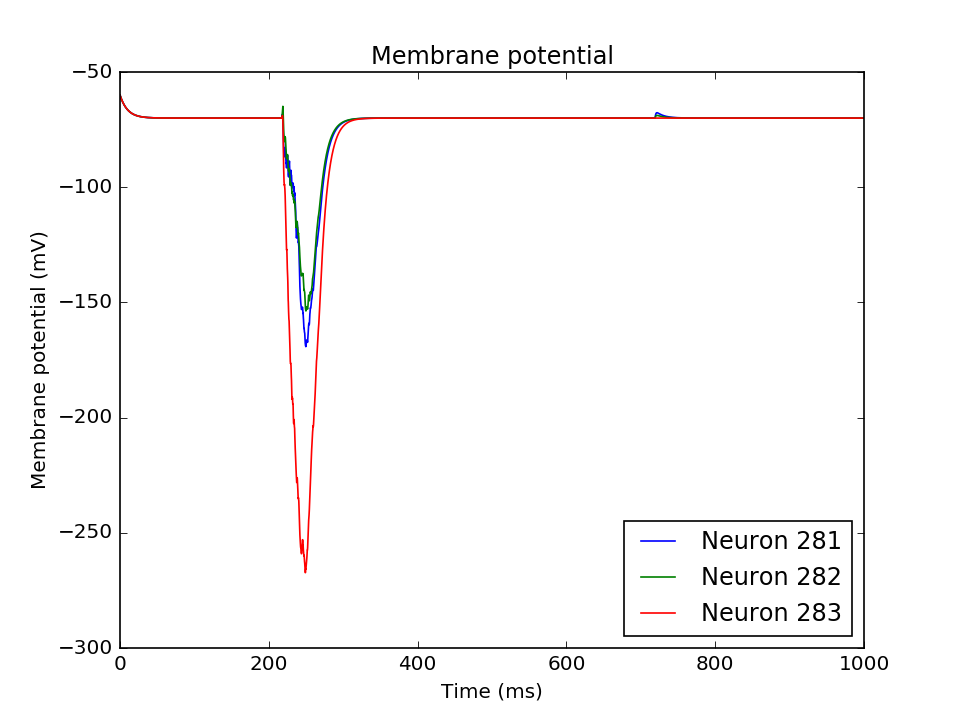 Membrane potential
−50
−100
−150
−200
−250
−300
Membrane potential (mV)
Neuron 281
Neuron 282
Neuron 283
0 200 400 600 800 1000
Time (ms)